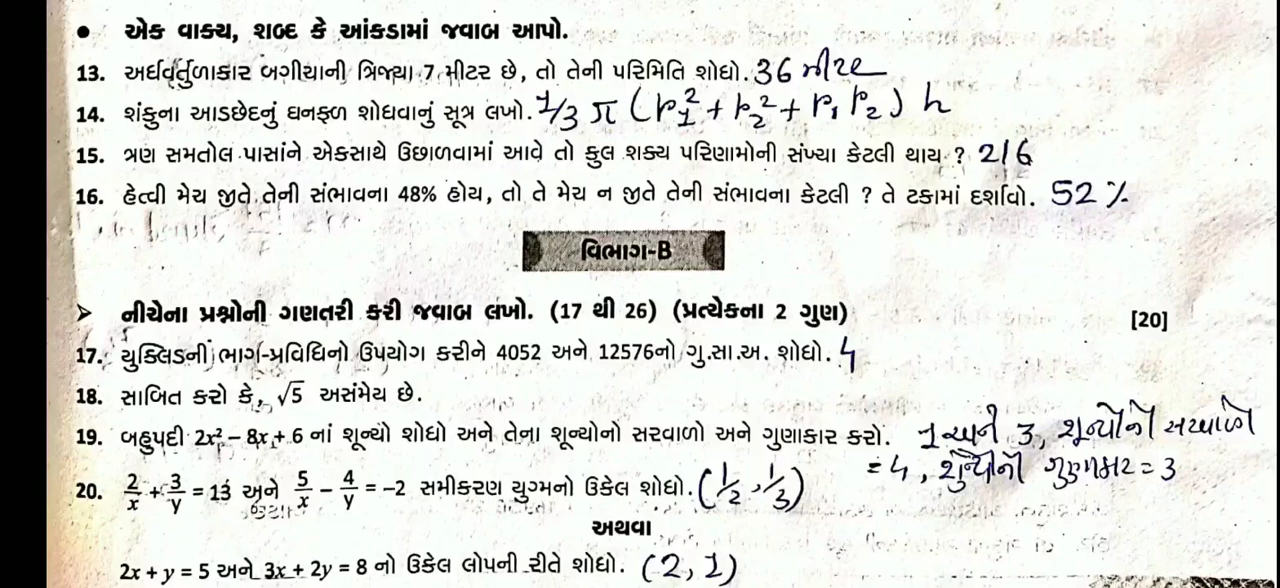 • એક વાક્ય, શબ્દ કે આંકડામાં જવાબ આપો.
13. અર્ધવર્તુળાકાર બગીચાની ત્રિજ્યા 7 મીટર છે, તો તેની પરિમિતિ શોધો. 36 મીટર
14. શંકુના આડછેદનું ઘનફળ શોધવાનું સૂત્ર લખો. 1/3 π (r₁² + r₂² + r₁ r₂) h
15. ત્રણ સમતોલ પાસાંને એકસાથે ઉછાળવામાં આવે તો કુલ શક્ય પરિણામોની સંખ્યા કેટલી થાય ? 216
16. હેત્વી મેચ જીતે તેની સંભાવના 48% હોય, તો તે મેચ ન જીતે તેની સંભાવના કેટલી ? તે ટકામાં દર્શાવો. 52 %
વિભાગ-B
➢ નીચેના પ્રશ્નોની ગણતરી કરી જવાબ લખો. (17 થી 26) (પ્રત્યેકના 2 ગુણ) [20]
17. યુક્લિડની ભાગ-પ્રવિધિનો ઉપયોગ કરીને 4052 અને 12576નો ગુ.સા.અ. શોધો. 4
18. સાબિત કરો કે, √5 અસંમેય છે.
19. બહુપદી 2x² – 8x + 6 નાં શૂન્યો શોધો અને તેના શૂન્યોનો સરવાળો અને ગુણાકાર કરો. 1 અને 3, શૂન્યોનો સરવાળો
= 4, શૂન્યોનો ગુણાકાર = 3
20. 2/x + 3/y = 13 અને 5/x – 4/y = –2 સમીકરણ યુગ્મનો ઉકેલ શોધો. (1/2, 1/3)
અથવા
2x + y = 5 અને 3x + 2y = 8 નો ઉકેલ લોપની રીતે શોધો. (2, 1)